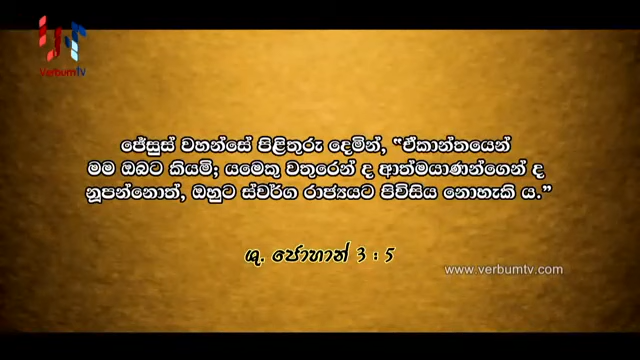 VerbumTV
ජේසුස් වහන්සේ පිළිතුරු දෙමින්, “ඒකාන්තයෙන්
මම ඔබට කියමි; යමෙකු වතුරෙන් ද ආත්මයාණන්ගෙන් ද
නූපන්නොත්, ඔහුට ස්වර්ග රාජ්‍යයට පිවිසිය නොහැකි ය.”
ශු. ජොහාන් 3 : 5
www.verbumtv.com